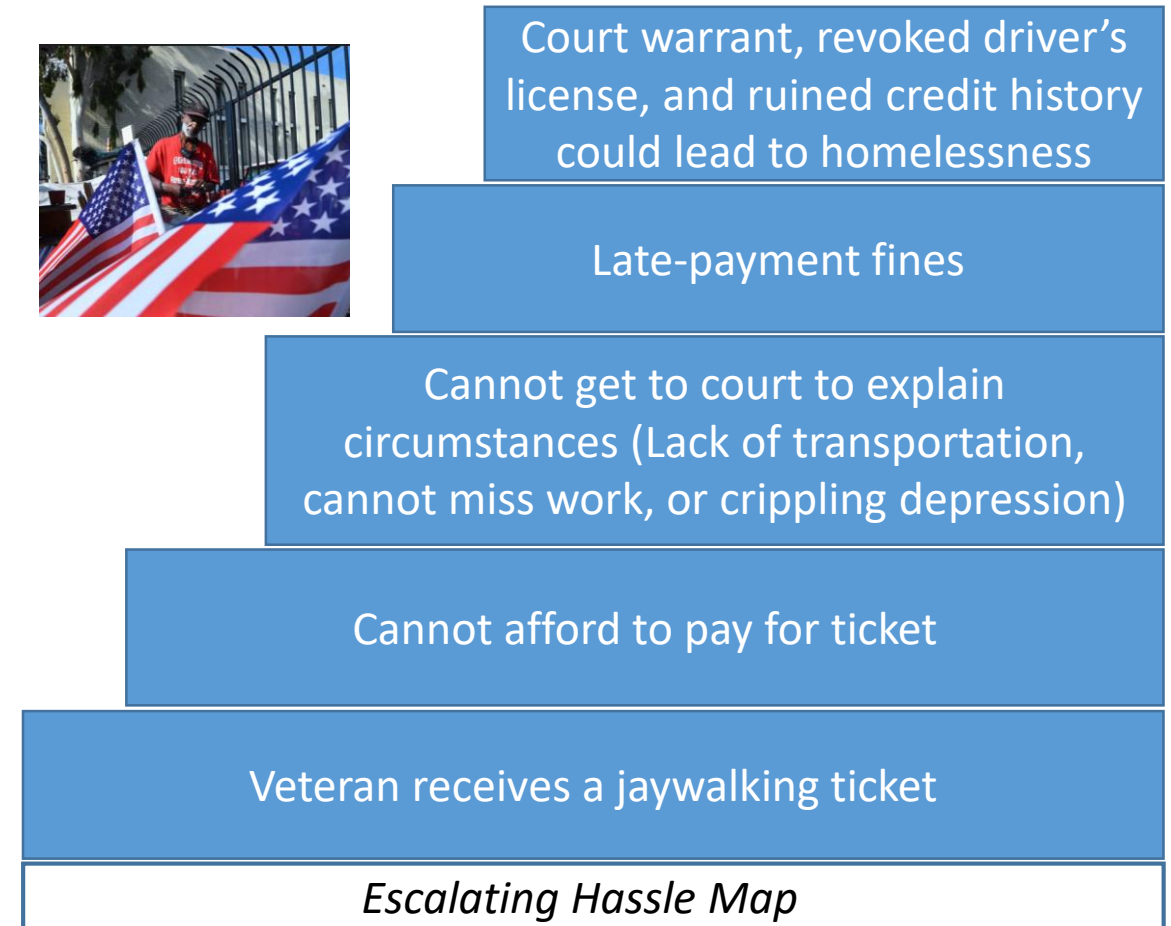 Court warrant, revoked driver’s
license, and ruined credit history
could lead to homelessness
Late-payment fines
Cannot get to court to explain
circumstances (Lack of transportation,
cannot miss work, or crippling depression)
Cannot afford to pay for ticket
Veteran receives a jaywalking ticket
Escalating Hassle Map